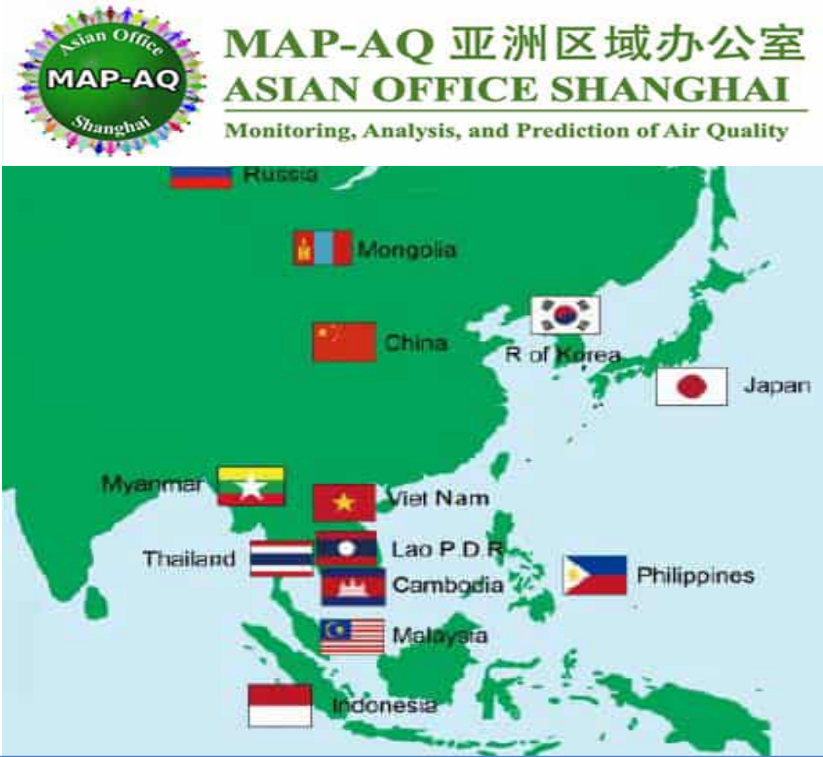 Asian Office
MAP-AQ
Shanghai
MAP-AQ 亚洲区域办公室
ASIAN OFFICE SHANGHAI
Monitoring, Analysis, and Prediction of Air Quality
Russia
Mongolia
China
R of Korea
Japan
Myanmar
Viet Nam
Lao P D R
Thailand
Cambodia
Philippines
Malaysia
Indonesia